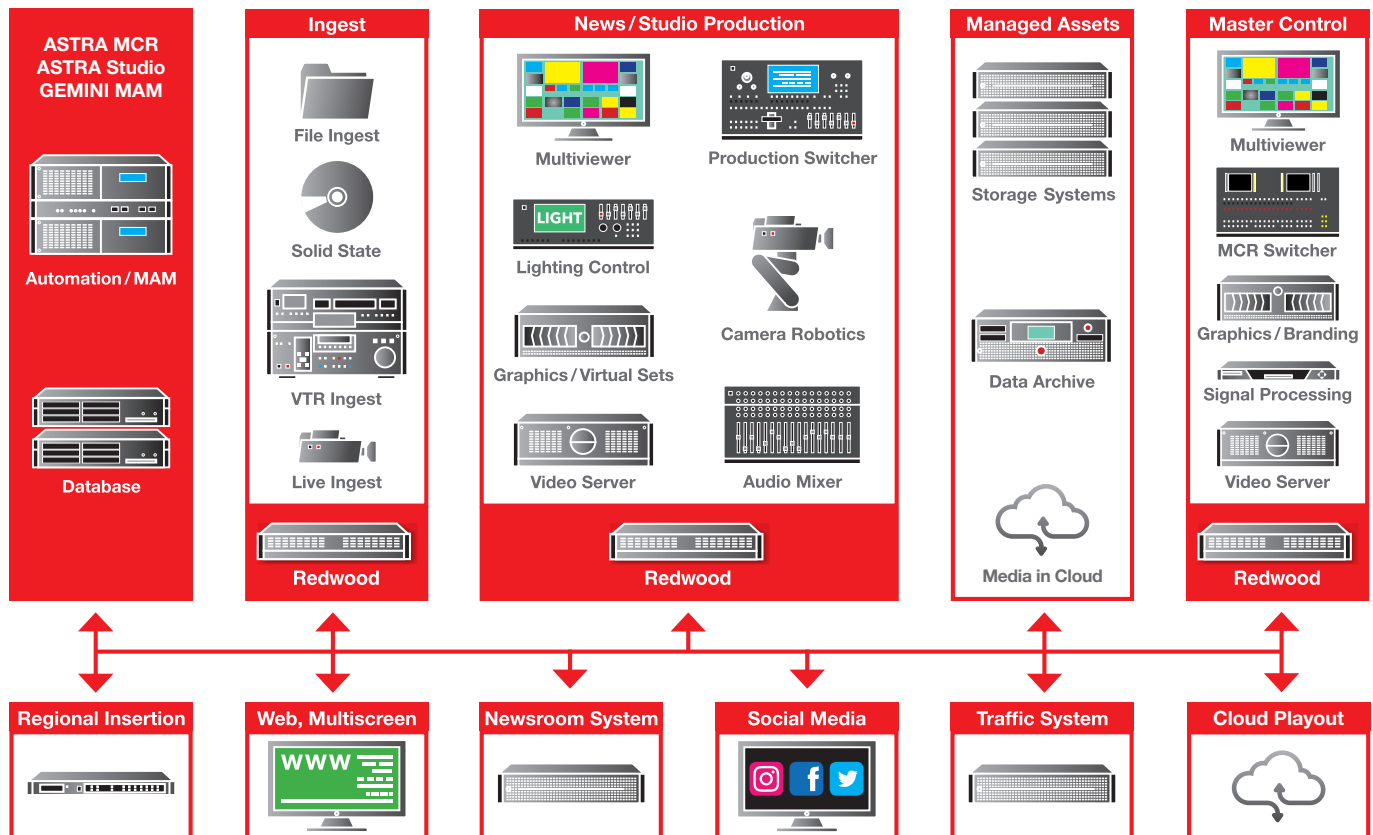 ASTRA MCR
ASTRA Studio
GEMINI MAM
Automation / MAM
Database
Ingest
File Ingest
Solid State
VTR Ingest
Live Ingest
Redwood
News / Studio Production
Multiviewer
Production Switcher
LIGHT
Lighting Control
Camera Robotics
Graphics / Virtual Sets
Video Server
Audio Mixer
Redwood
Managed Assets
Storage Systems
Data Archive
Media in Cloud
Master Control
Multiviewer
MCR Switcher
Graphics / Branding
Signal Processing
Video Server
Redwood
Regional Insertion
Web, Multiscreen
WWW
Newsroom System
Social Media
Traffic System
Cloud Playout